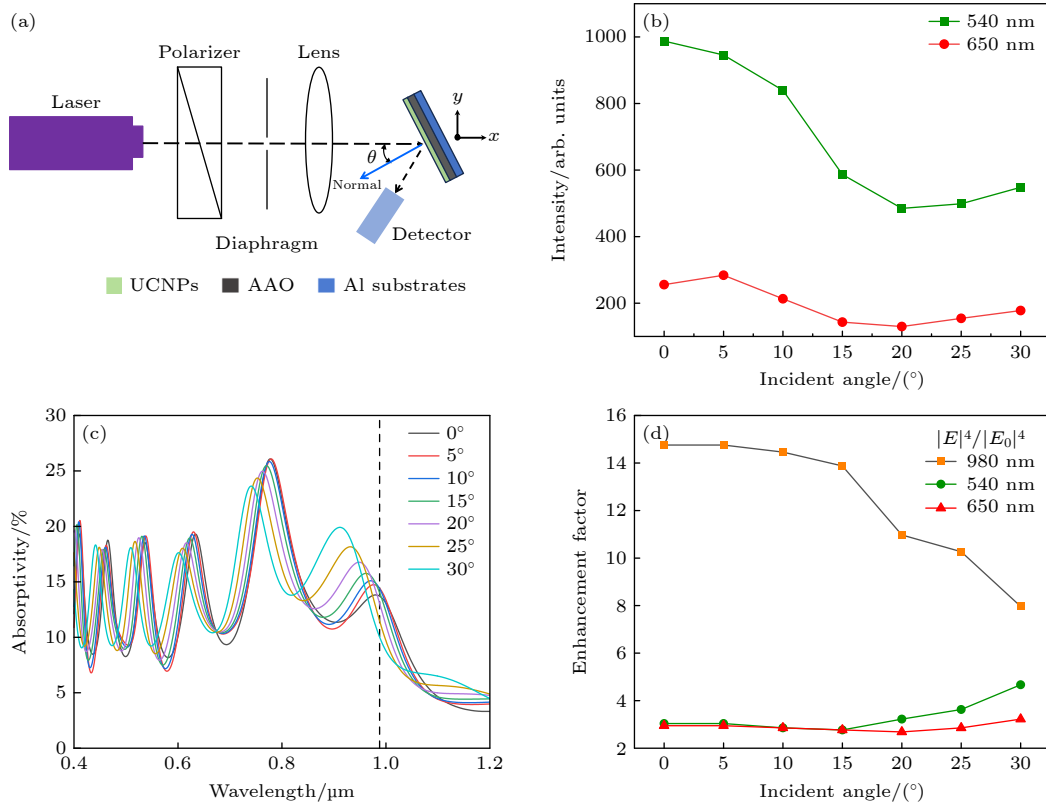 (a)
Polarizer
Lens
Laser
y
x
θ
Normal
Diaphragm
Detector
UCNPs
AAO
Al substrates
(b)
540 nm
650 nm
1000
800
600
400
200
Intensity/arb. units
0 5 10 15 20 25 30
Incident angle/(°)
(c)
30
25
20
15
10
5
0
Absorptivity/%
0°
5°
10°
15°
20°
25°
30°
0.4 0.6 0.8 1.0 1.2
Wavelength/μm
(d)
|E|⁴/|E₀|⁴
980 nm
540 nm
650 nm
16
14
12
10
8
6
4
2
Enhancement factor
0 5 10 15 20 25 30
Incident angle/(°)